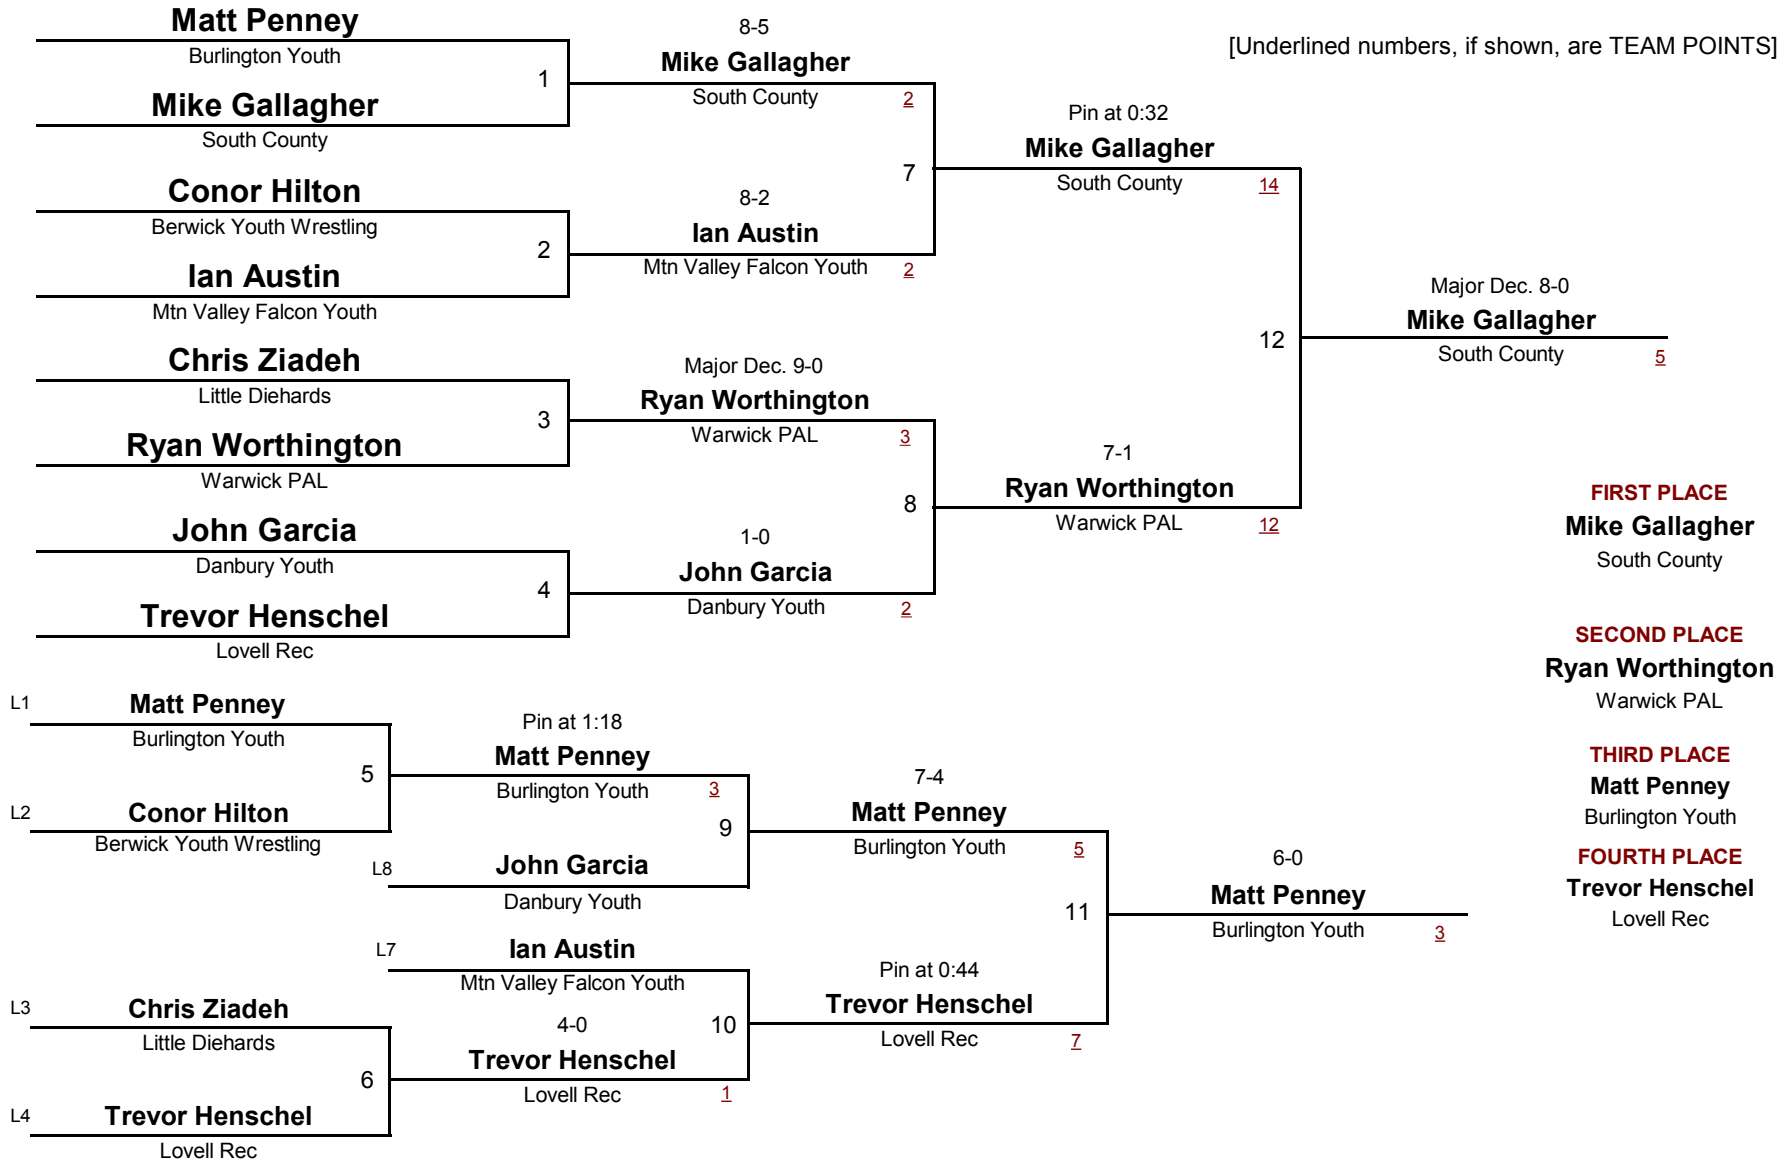 Matt Penney
Burlington Youth
1
Mike Gallagher
South County
Conor Hilton
Berwick Youth Wrestling
2
Ian Austin
Mtn Valley Falcon Youth
Chris Ziadeh
Little Diehards
3
Ryan Worthington
Warwick PAL
John Garcia
Danbury Youth
4
Trevor Henschel
Lovell Rec
8-5
Mike Gallagher
South County 2
7
8-2
Ian Austin
Mtn Valley Falcon Youth 2
Major Dec. 9-0
Ryan Worthington
Warwick PAL 3
8
1-0
John Garcia
Danbury Youth 2
[Underlined numbers, if shown, are TEAM POINTS]
Pin at 0:32
Mike Gallagher
South County 14
12
7-1
Ryan Worthington
Warwick PAL 12
Major Dec. 8-0
Mike Gallagher
South County 5
FIRST PLACE
Mike Gallagher
South County
SECOND PLACE
Ryan Worthington
Warwick PAL
THIRD PLACE
Matt Penney
Burlington Youth
FOURTH PLACE
Trevor Henschel
Lovell Rec
L1 Matt Penney
Burlington Youth
5
L2 Conor Hilton
Berwick Youth Wrestling
L3 Chris Ziadeh
Little Diehards
6
L4 Trevor Henschel
Lovell Rec
Pin at 1:18
Matt Penney
Burlington Youth 3
9
L8 John Garcia
Danbury Youth
L7 Ian Austin
Mtn Valley Falcon Youth
10
4-0
Trevor Henschel
Lovell Rec 1
7-4
Matt Penney
Burlington Youth 5
11
Pin at 0:44
Trevor Henschel
Lovell Rec 7
6-0
Matt Penney
Burlington Youth 3